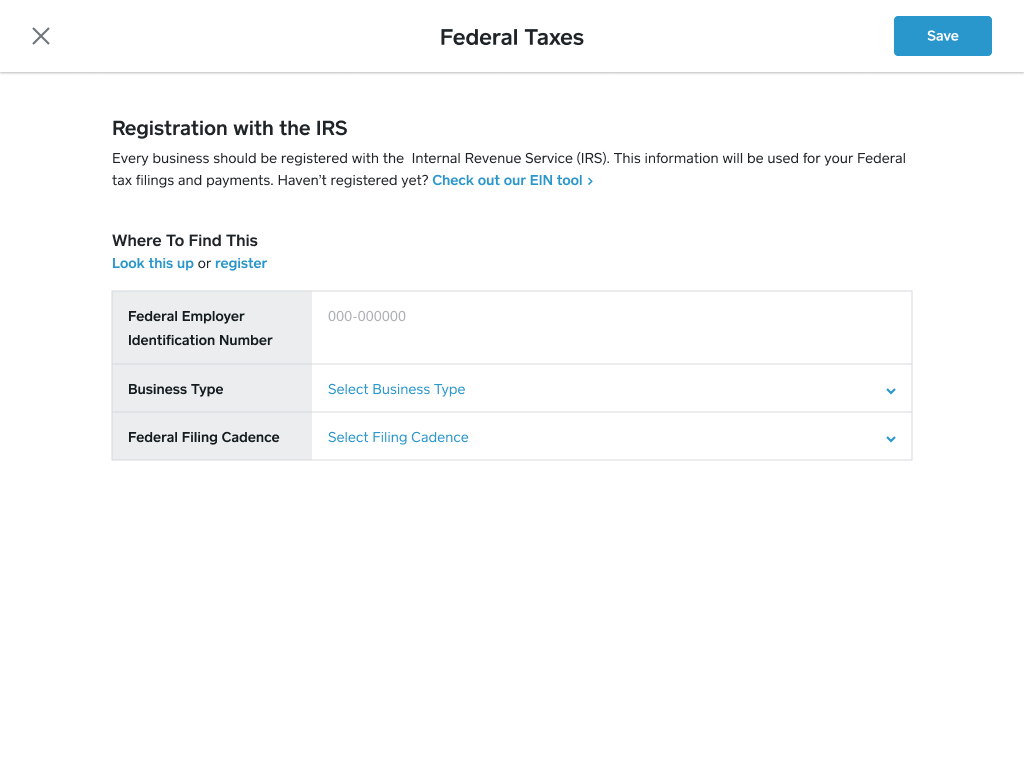 Federal Taxes
Save
Registration with the IRS
Every business should be registered with the  Internal Revenue Service (IRS). This information will be used for your Federal
tax filings and payments. Haven’t registered yet? Check out our EIN tool ›
Where To Find This
Look this up or register
Federal Employer
Identification Number
000-000000
Business Type
Select Business Type
Federal Filing Cadence
Select Filing Cadence